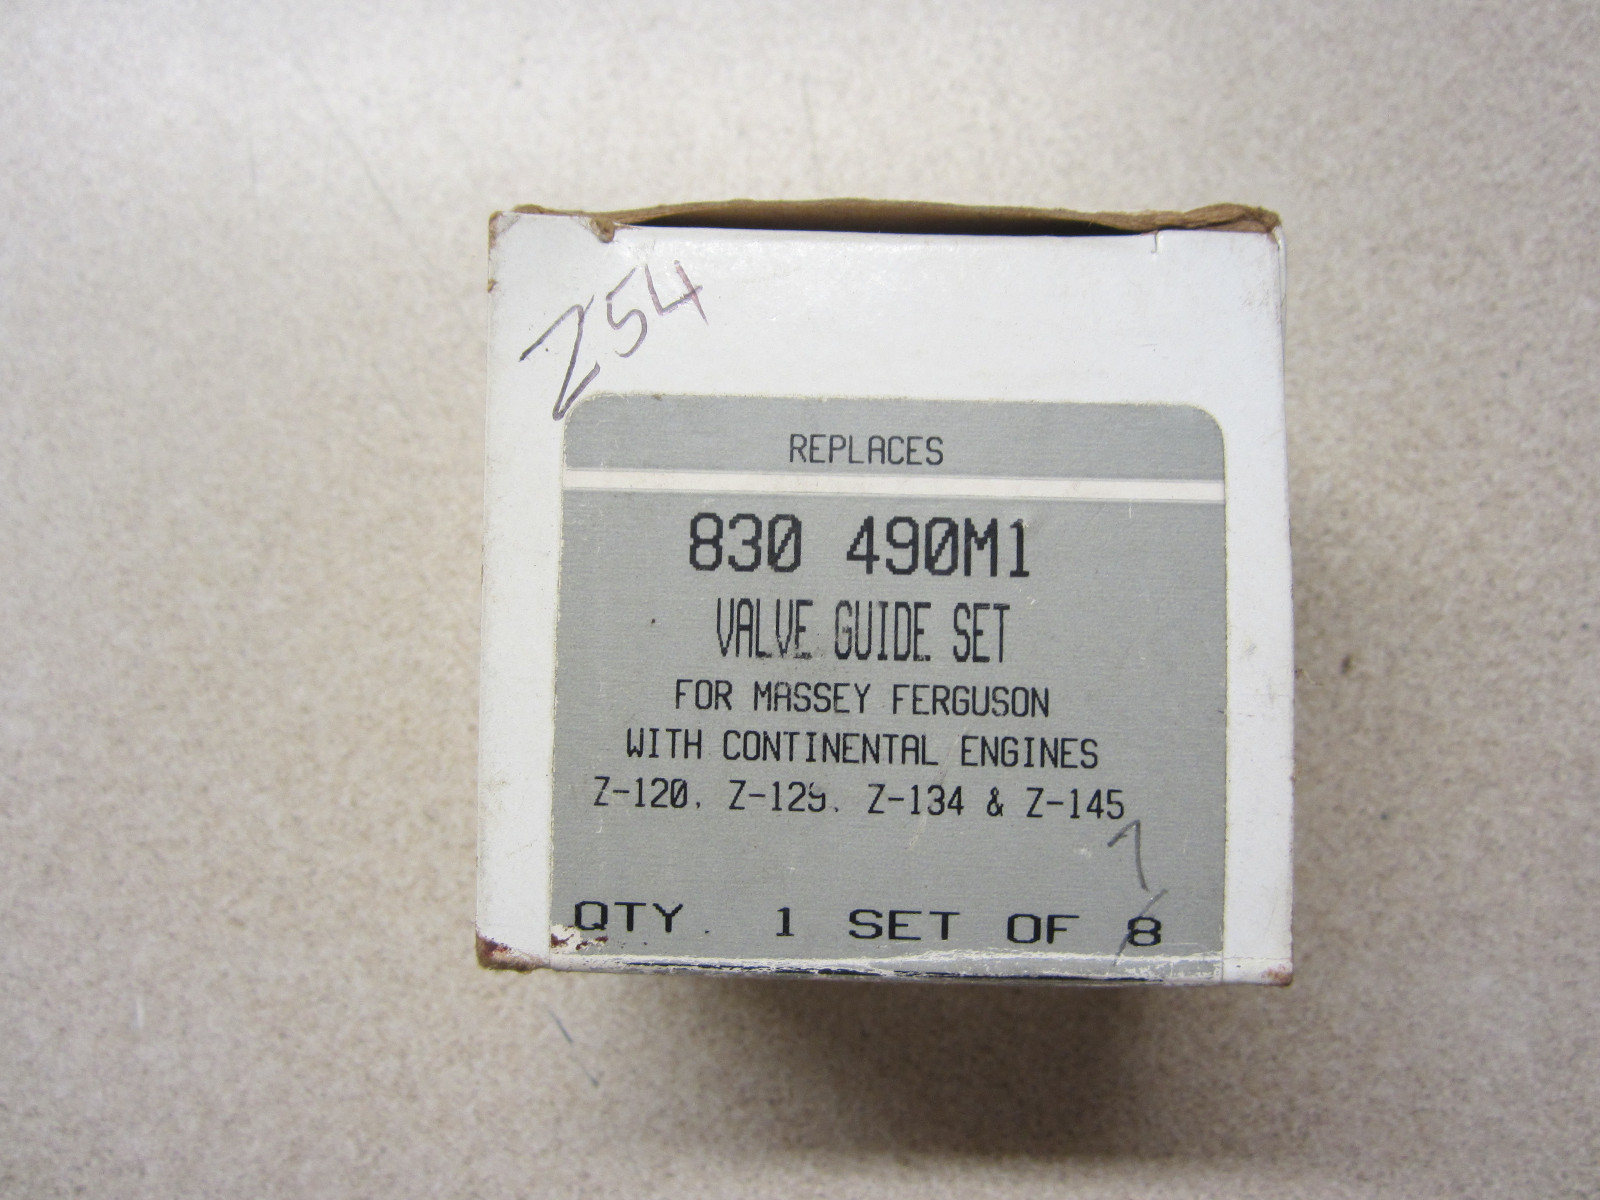 Z54
REPLACES
830 490M1
VALVE GUIDE SET
FOR MASSEY FERGUSON
WITH CONTINENTAL ENGINES
Z-120, Z-129, Z-134 & Z-145
7
QTY. 1 SET OF 8